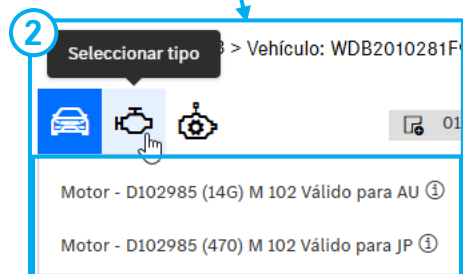 2
Seleccionar tipo
> Vehículo: WDB2010281F
01
Motor - D102985 (14G) M 102 Válido para AU ⓘ
Motor - D102985 (470) M 102 Válido para JP ⓘ